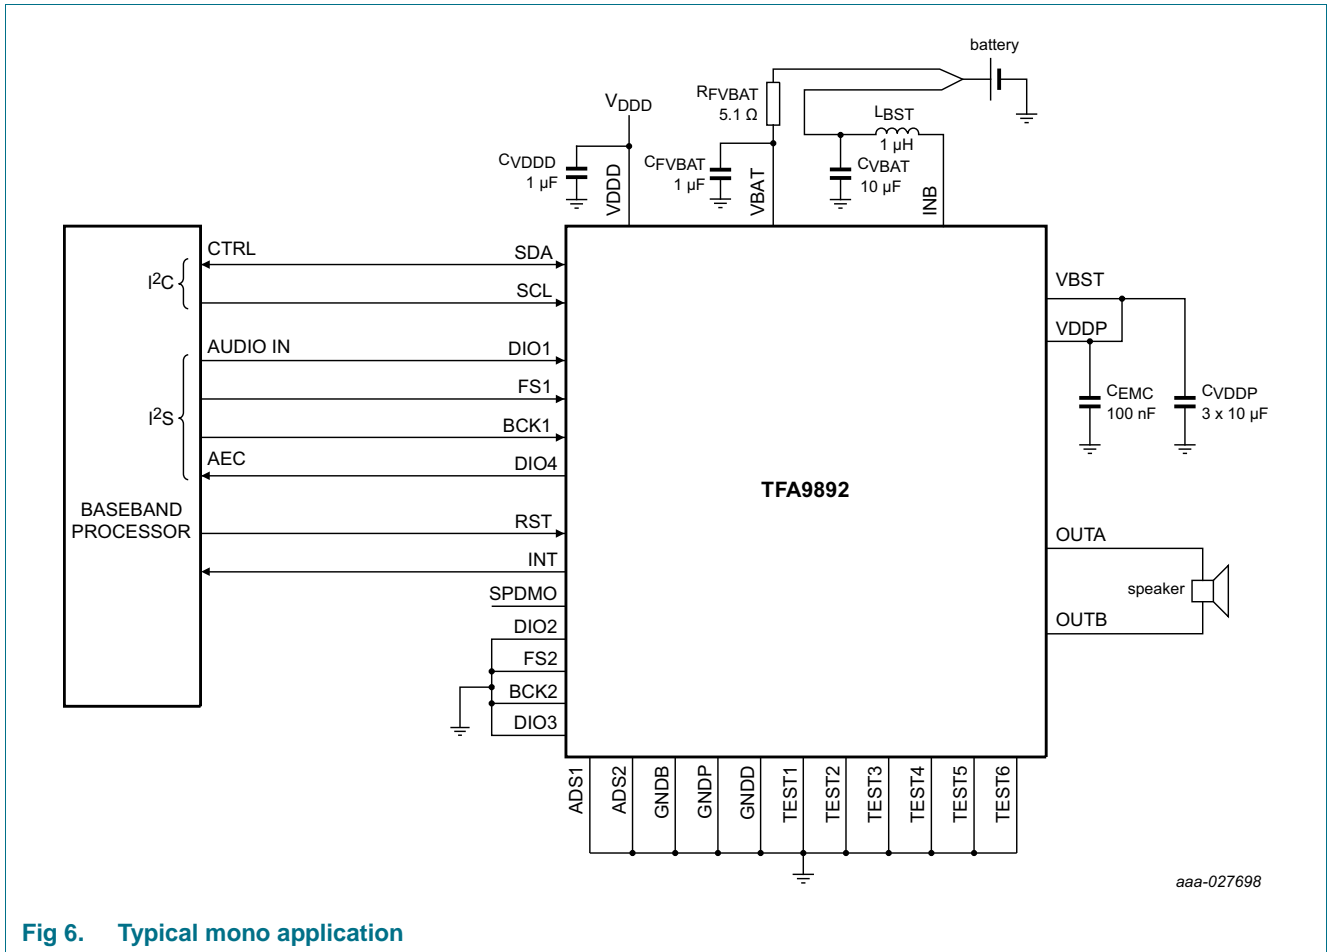 battery
RFVBAT
5.1 Ω
VDDD
LBST
1 µH
CVDDD
1 µF
CFVBAT
1 µF
CVBAT
10 µF
VDDD
VBAT
INB
CTRL
SDA
I2C
SCL
AUDIO IN
DIO1
FS1
I2S
BCK1
AEC
DIO4
BASEBAND
PROCESSOR
RST
INT
SPDMO
DIO2
FS2
BCK2
DIO3
TFA9892
VBST
VDDP
CEMC
100 nF
CVDDP
3 x 10 µF
OUTA
speaker
OUTB
ADS1
ADS2
GNDB
GNDP
GNDD
TEST1
TEST2
TEST3
TEST4
TEST5
TEST6
aaa-027698
Fig 6. Typical mono application